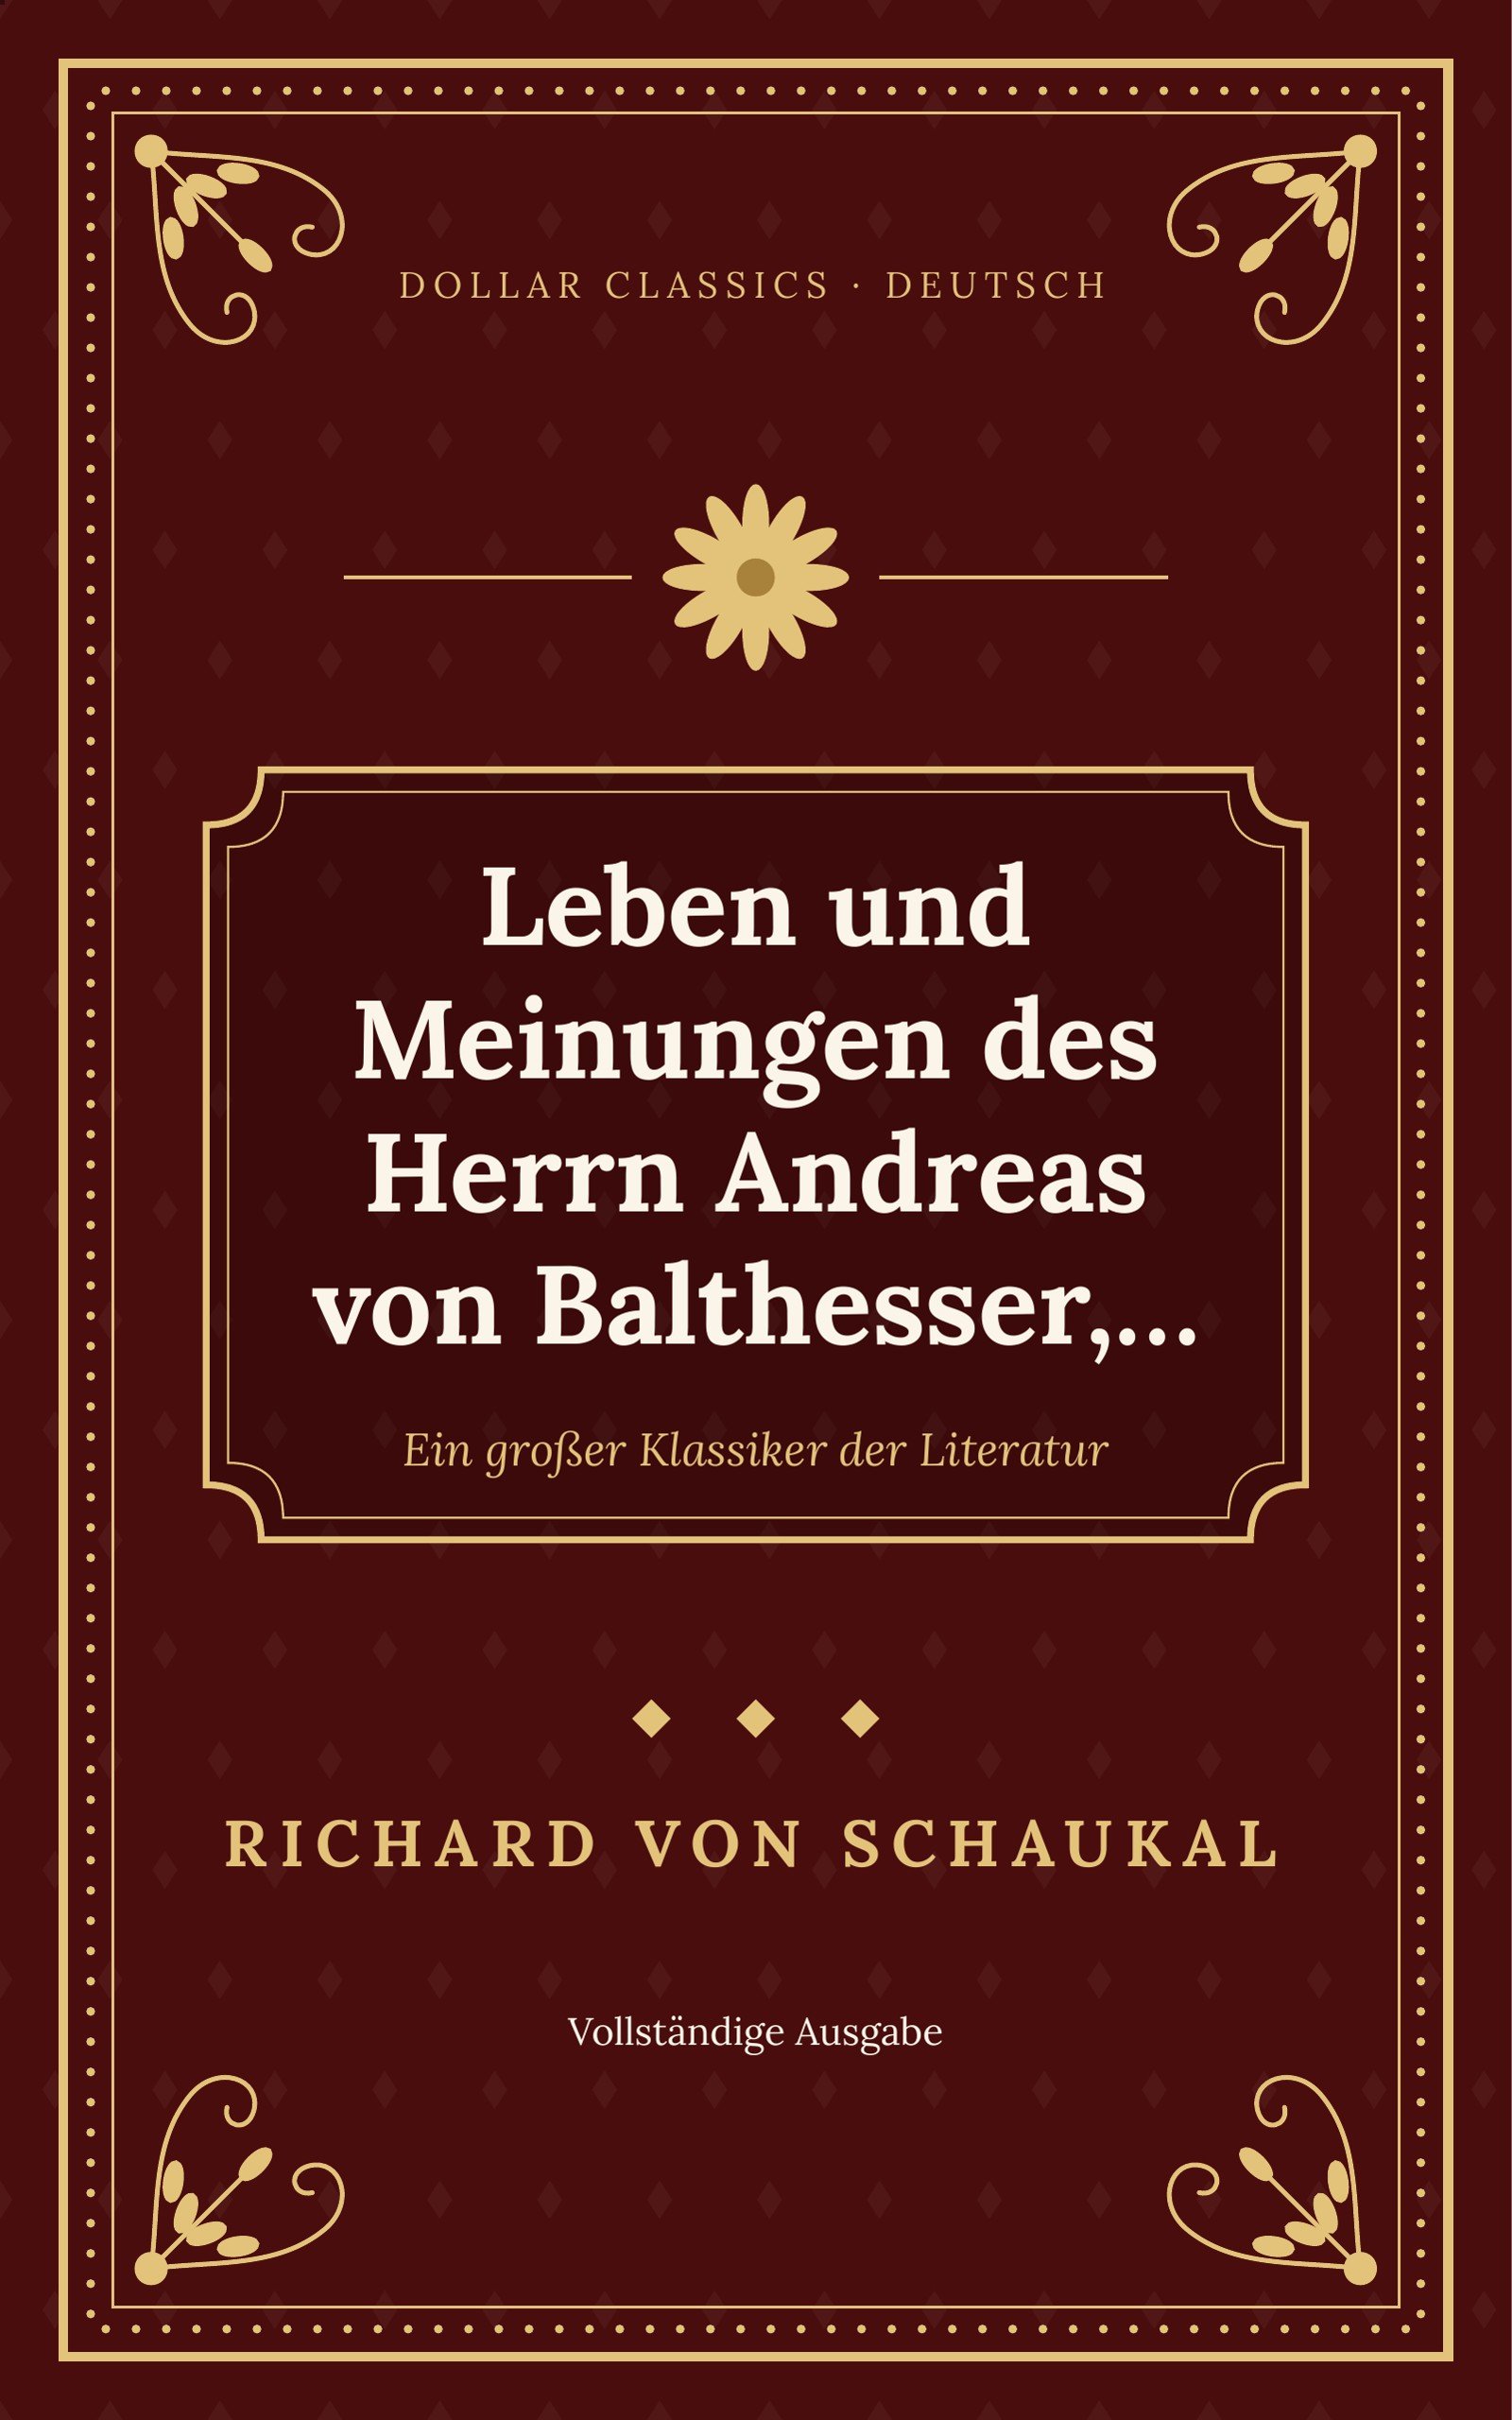 DOLLAR CLASSICS · DEUTSCH
Leben und
Meinungen des
Herrn Andreas
von Balthesser,...
Ein großer Klassiker der Literatur
RICHARD VON SCHAUKAL
Vollständige Ausgabe